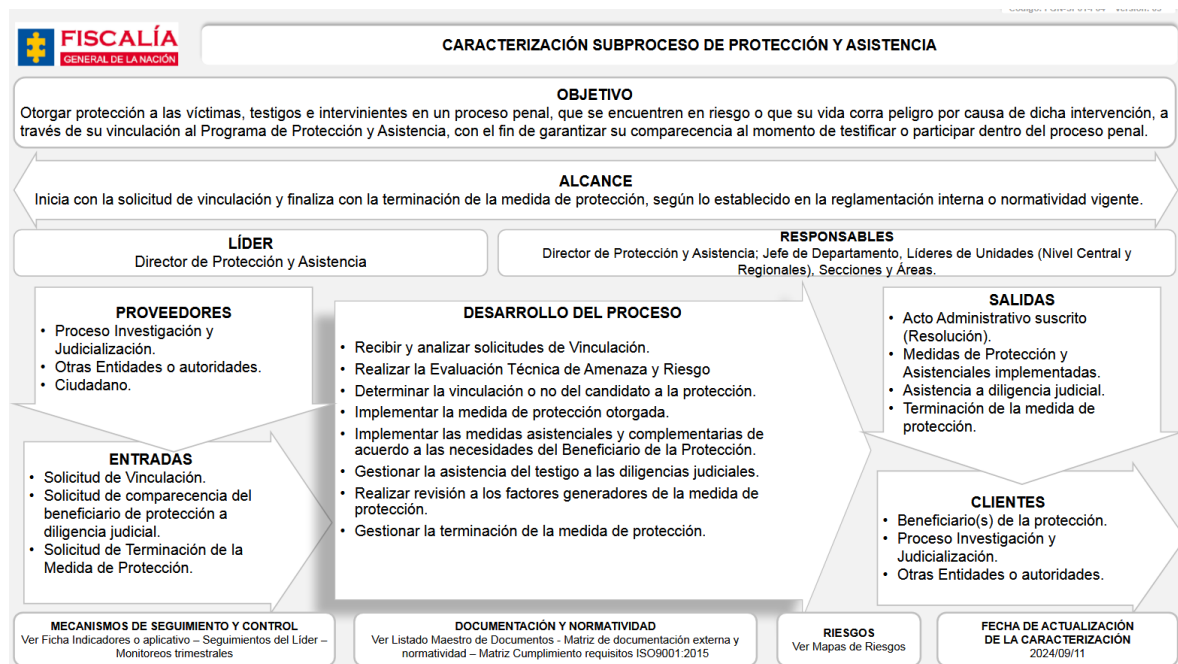 FISCALÍA
GENERAL DE LA NACIÓN
CARACTERIZACIÓN SUBPROCESO DE PROTECCIÓN Y ASISTENCIA
OBJETIVO
Otorgar protección a las víctimas, testigos e intervinientes en un proceso penal, que se encuentren en riesgo o que su vida corra peligro por causa de dicha intervención, a
través de su vinculación al Programa de Protección y Asistencia, con el fin de garantizar su comparecencia al momento de testificar o participar dentro del proceso penal.
ALCANCE
Inicia con la solicitud de vinculación y finaliza con la terminación de la medida de protección, según lo establecido en la reglamentación interna o normatividad vigente.
LÍDER
Director de Protección y Asistencia
RESPONSABLES
Director de Protección y Asistencia; Jefe de Departamento, Líderes de Unidades (Nivel Central y
Regionales), Secciones y Áreas.
PROVEEDORES
• Proceso Investigación y
Judicialización.
• Otras Entidades o autoridades.
• Ciudadano.
ENTRADAS
• Solicitud de Vinculación.
• Solicitud de comparecencia del
beneficiario de protección a
diligencia judicial.
• Solicitud de Terminación de la
Medida de Protección.
DESARROLLO DEL PROCESO
• Recibir y analizar solicitudes de Vinculación.
• Realizar la Evaluación Técnica de Amenaza y Riesgo
• Determinar la vinculación o no del candidato a la protección.
• Implementar la medida de protección otorgada.
• Implementar las medidas asistenciales y complementarias de
acuerdo a las necesidades del Beneficiario de la Protección.
• Gestionar la asistencia del testigo a las diligencias judiciales.
• Realizar revisión a los factores generadores de la medida de
protección.
• Gestionar la terminación de la medida de protección.
SALIDAS
• Acto Administrativo suscrito
(Resolución).
• Medidas de Protección y
Asistenciales implementadas.
• Asistencia a diligencia judicial.
• Terminación de la medida de
protección.
CLIENTES
• Beneficiario(s) de la protección.
• Proceso Investigación y
Judicialización.
• Otras Entidades o autoridades.
MECANISMOS DE SEGUIMIENTO Y CONTROL
Ver Ficha Indicadores o aplicativo – Seguimientos del Líder –
Monitoreos trimestrales
DOCUMENTACIÓN Y NORMATIVIDAD
Ver Listado Maestro de Documentos - Matriz de documentación externa y
normatividad – Matriz Cumplimiento requisitos ISO9001:2015
RIESGOS
Ver Mapas de Riesgos
FECHA DE ACTUALIZACIÓN
DE LA CARACTERIZACIÓN
2024/09/11